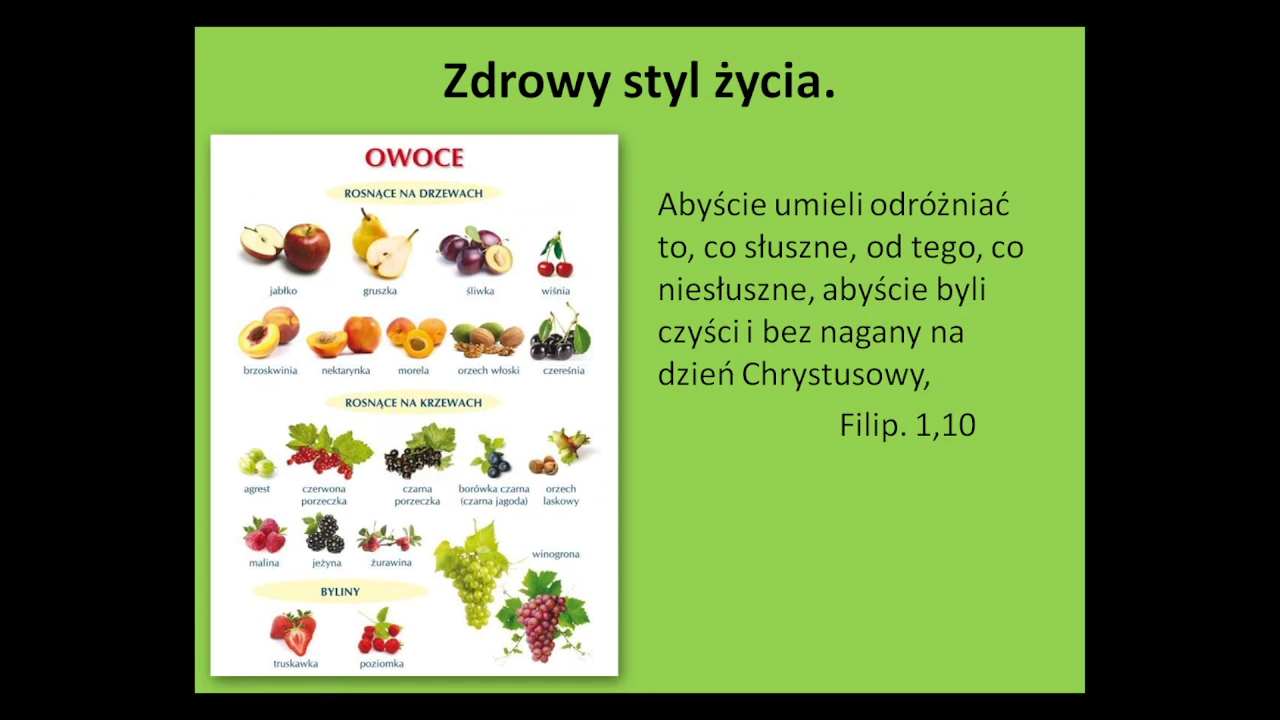 Zdrowy styl życia.
OWOCE
ROSNĄCE NA DRZEWACH
jabłko gruszka śliwka wiśnia
brzoskwinia nektarynka morela orzech włoski czereśnia
ROSNĄCE NA KRZEWACH
agrest czerwona porzeczka czarna porzeczka borówka czarna (czarna jagoda) orzech laskowy
malina jeżyna żurawina winogrona
BYLINY
truskawka poziomka
Abyście umieli odróżniać
to, co słuszne, od tego, co
niesłuszne, abyście byli
czyści i bez nagany na
dzień Chrystusowy,
Filip. 1,10